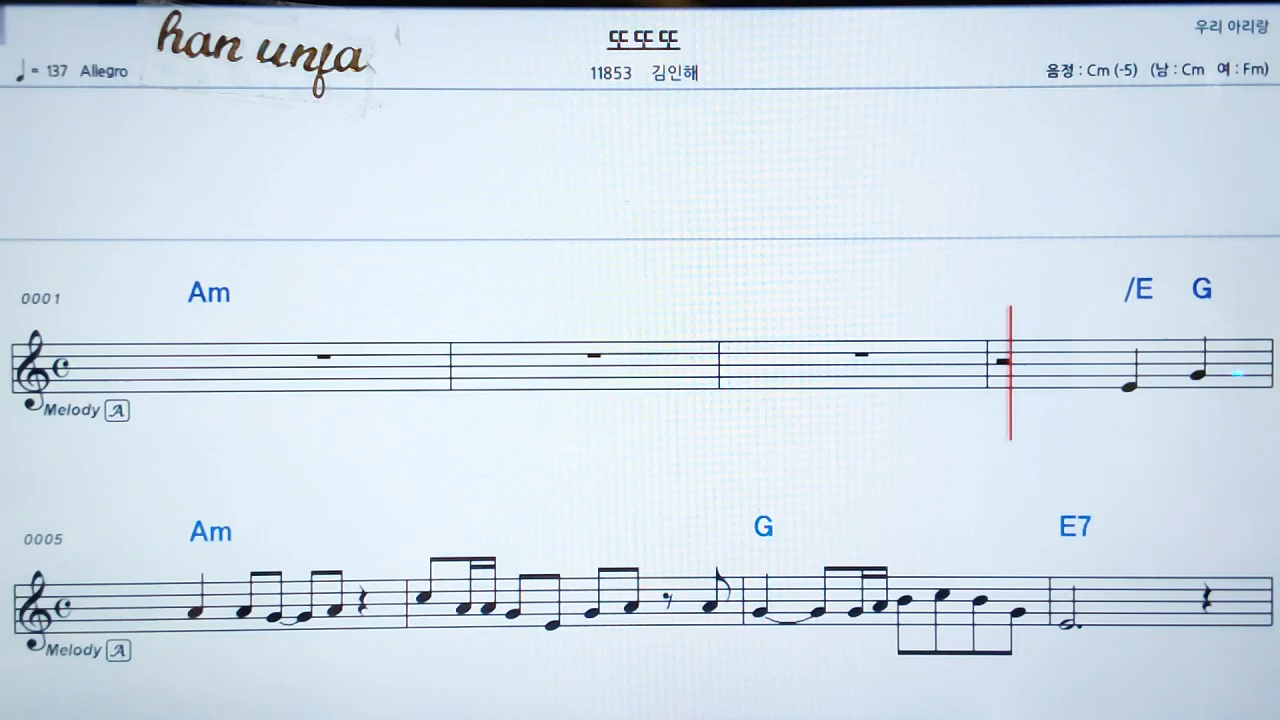 han unfa
또 또 또
우리 아리랑
♩= 137 Allegro
11853 김인해
음정 : Cm (-5) (남 : Cm 여 : Fm)
0001 Am /E G
Melody A
0005 Am G E7
Melody A